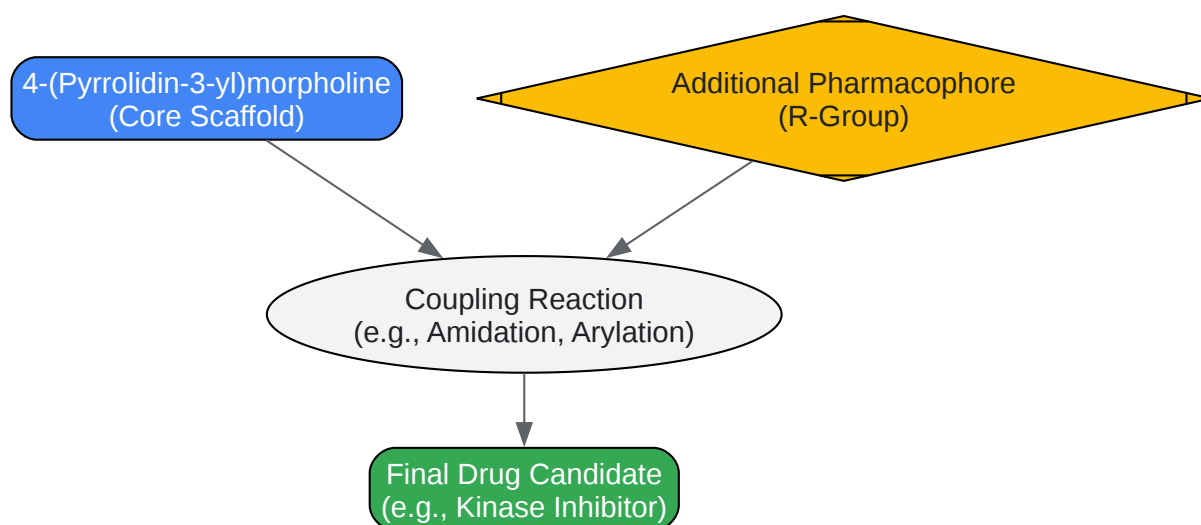 4-(Pyrrolidin-3-yl)morpholine
(Core Scaffold)
Additional Pharmacophore
(R-Group)
Coupling Reaction
(e.g., Amidation, Arylation)
Final Drug Candidate
(e.g., Kinase Inhibitor)